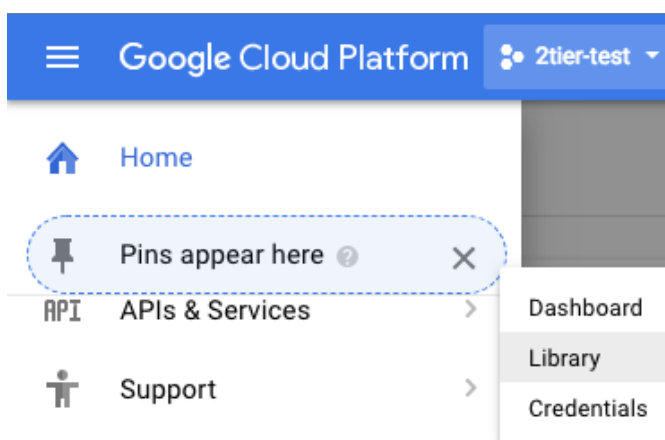 Google Cloud Platform 2tier-test
Home
Pins appear here ?
API APIs & Services
Support
Dashboard
Library
Credentials